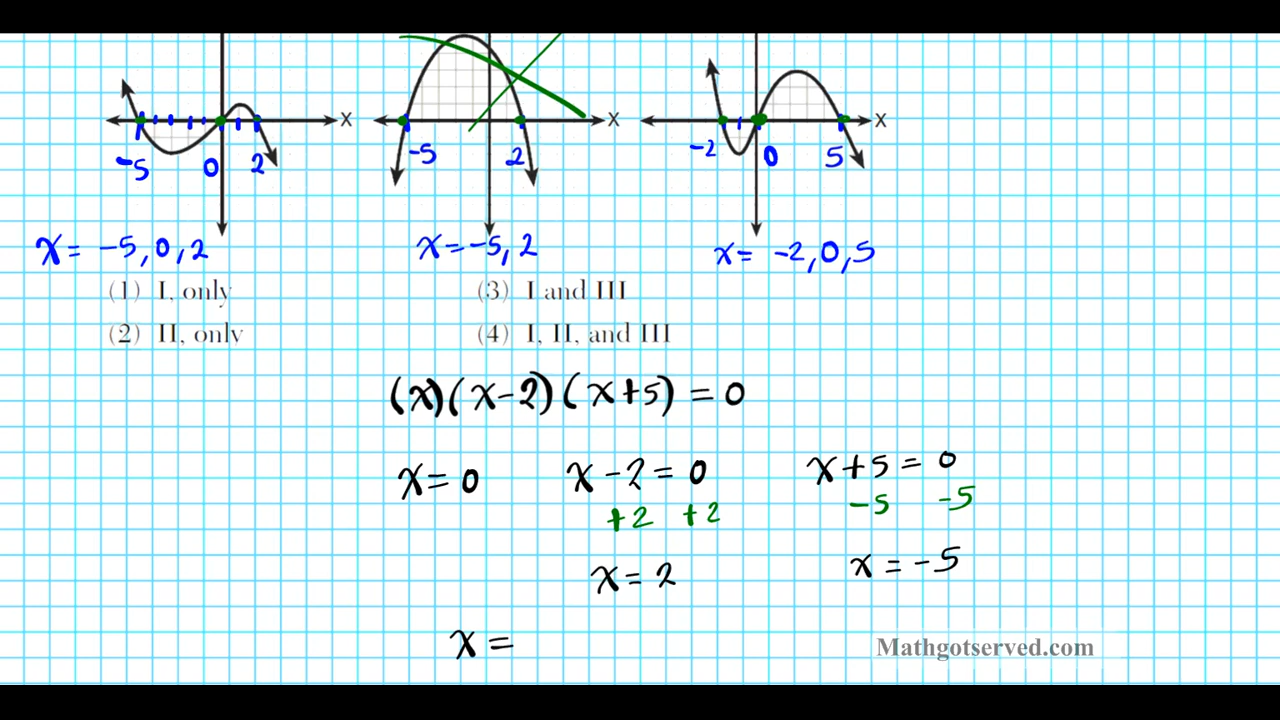 x x x
-5 0 2 -5 2 -2 0 5
x = -5, 0, 2 x = -5, 2 x = -2, 0, 5
(1) I, only (3) I and III
(2) II, only (4) I, II, and III
(x)(x-2)(x+5) = 0
x = 0 x - 2 = 0 x + 5 = 0
+2 +2 -5 -5
x = 2 x = -5
x =
Mathgotserved.com